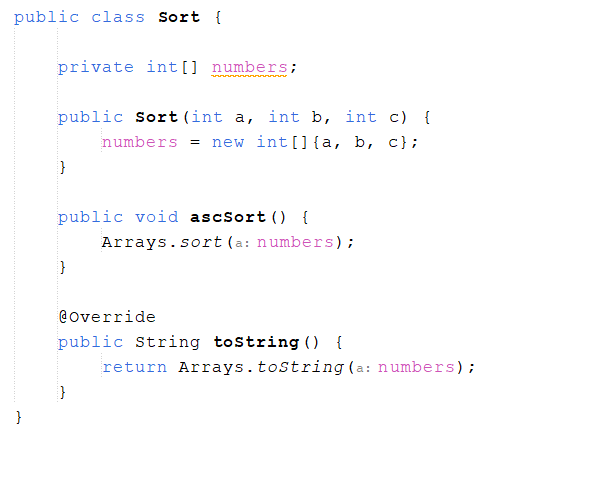 public class Sort {
private int[] numbers;
public Sort(int a, int b, int c) {
numbers = new int[]{a, b, c};
}
public void ascSort() {
Arrays.sort(a: numbers);
}
@Override
public String toString() {
return Arrays.toString(a: numbers);
}
}